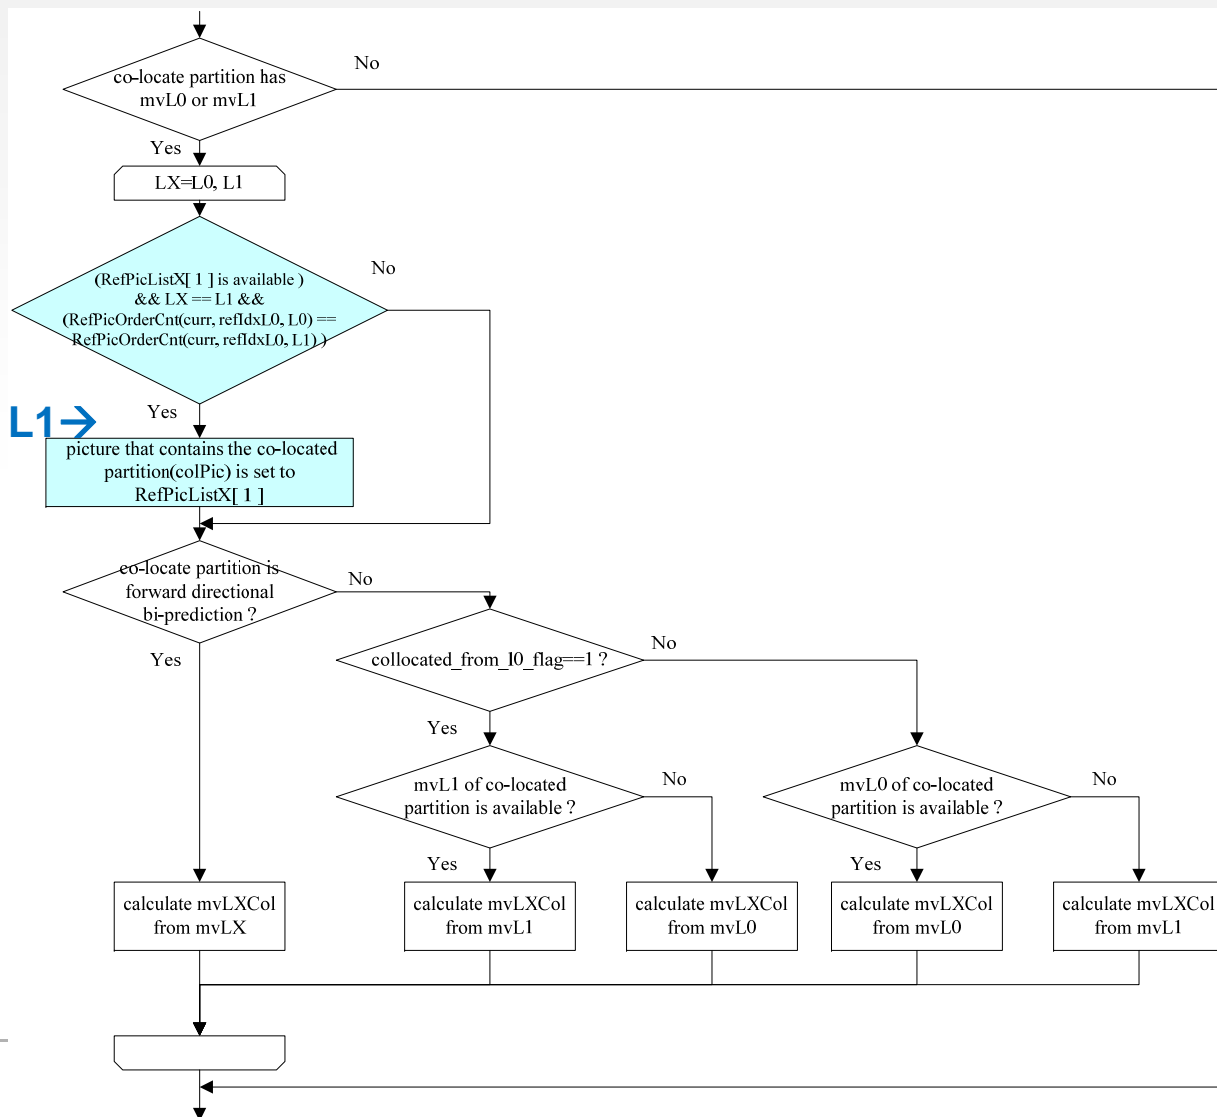 co-locate partition has
mvL0 or mvL1
No
Yes
LX=L0, L1
(RefPicListX[ 1 ] is available )
&& LX == L1 &&
(RefPicOrderCnt(curr, refIdxL0, L0) ==
RefPicOrderCnt(curr, refIdxL0, L1) )
No
Yes
L1→
picture that contains the co-located
partition(colPic) is set to
RefPicListX[ 1 ]
co-locate partition is
forward directional
bi-prediction ?
No
Yes
collocated_from_l0_flag==1 ?
No
Yes
mvL1 of co-located
partition is available ?
No
Yes
mvL0 of co-located
partition is available ?
No
Yes
calculate mvLXCol
from mvLX
calculate mvLXCol
from mvL1
calculate mvLXCol
from mvL0
calculate mvLXCol
from mvL0
calculate mvLXCol
from mvL1